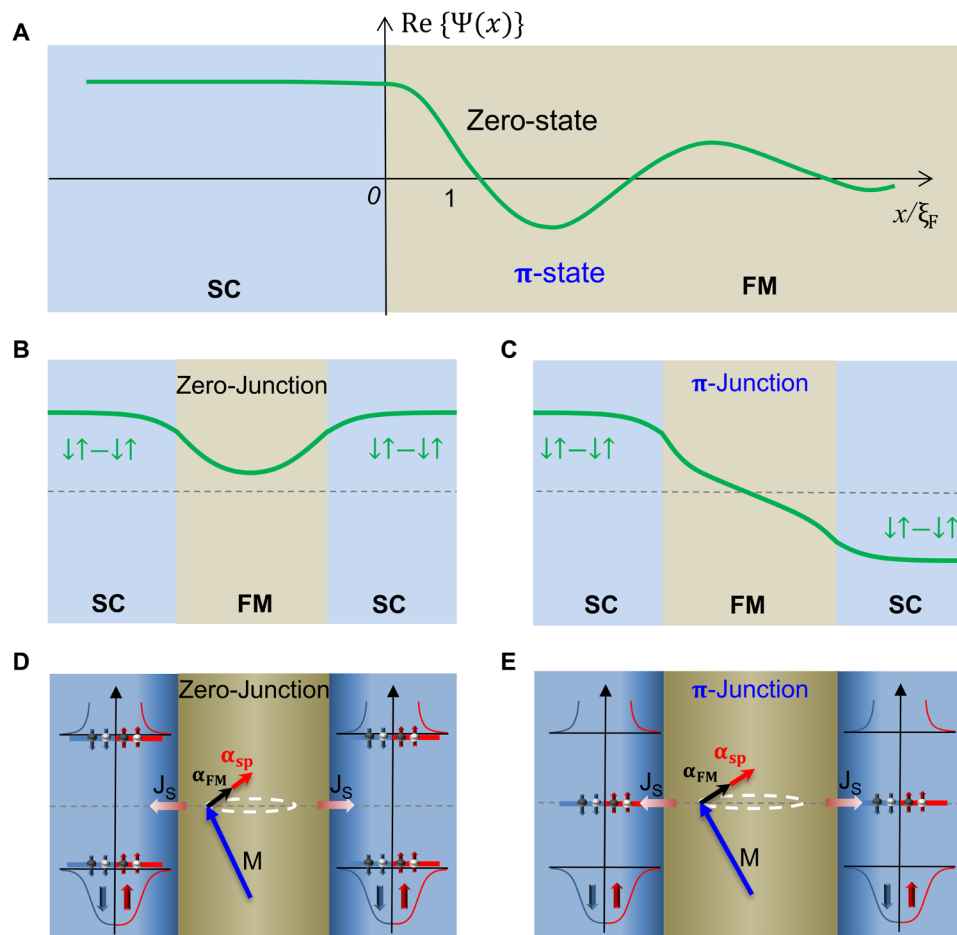 A
Re {Ψ(x)}
Zero-state
0
1
x/ξF
π-state
SC
FM
B
Zero-Junction
↓↑−↓↑
↓↑−↓↑
SC
FM
SC
C
π-Junction
↓↑−↓↑
↓↑−↓↑
SC
FM
SC
D
Zero-Junction
αsp
αFM
JS
JS
M
E
π-Junction
αsp
αFM
JS
JS
M